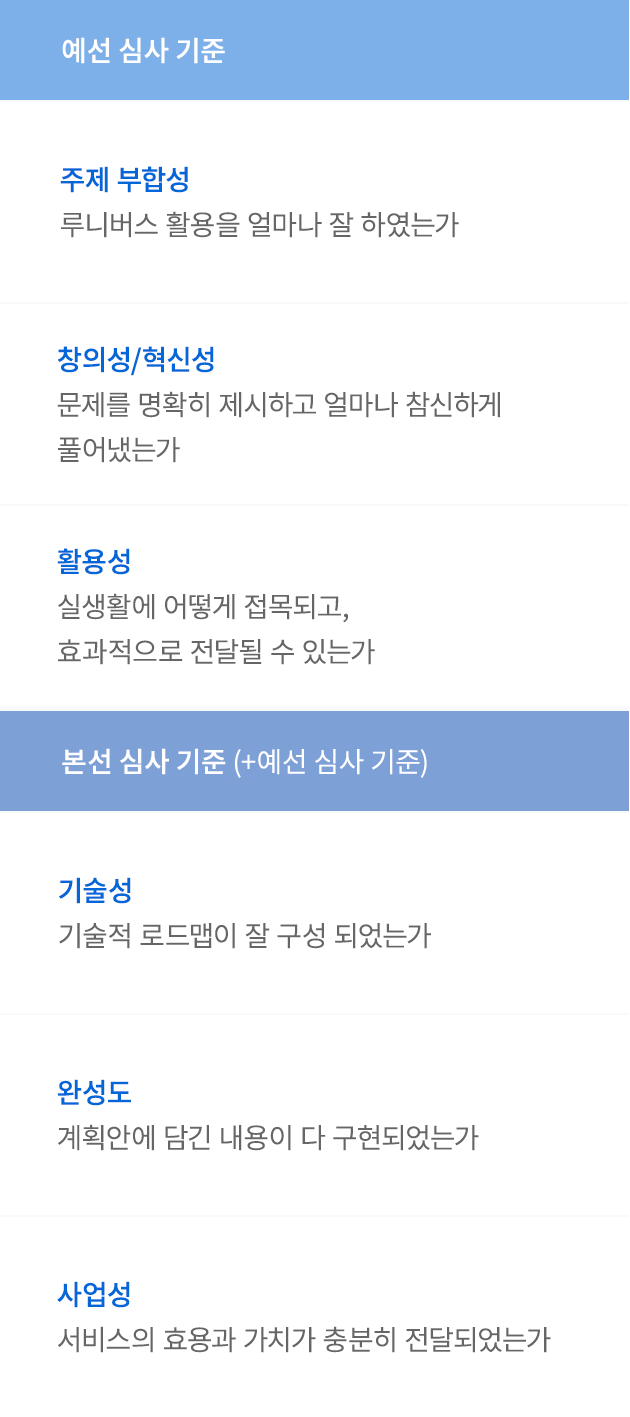 예선 심사 기준
주제 부합성
루니버스 활용을 얼마나 잘 하였는가
창의성/혁신성
문제를 명확히 제시하고 얼마나 참신하게
풀어냈는가
활용성
실생활에 어떻게 접목되고,
효과적으로 전달될 수 있는가
본선 심사 기준 (+예선 심사 기준)
기술성
기술적 로드맵이 잘 구성 되었는가
완성도
계획안에 담긴 내용이 다 구현되었는가
사업성
서비스의 효용과 가치가 충분히 전달되었는가